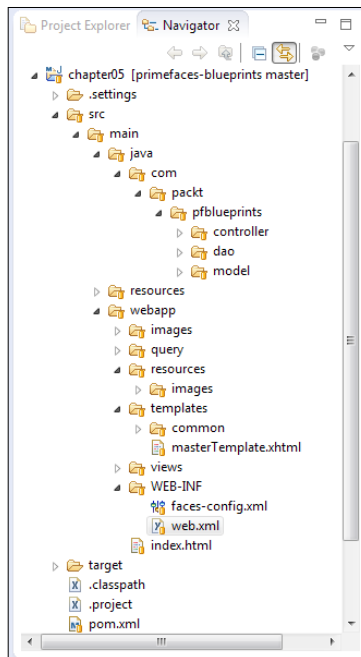 Project Explorer Navigator
chapter05 [primefaces-blueprints master]
.settings
src
main
java
com
packt
pfblueprints
controller
dao
model
resources
webapp
images
query
resources
images
templates
common
masterTemplate.xhtml
views
WEB-INF
faces-config.xml
web.xml
index.html
target
.classpath
.project
pom.xml